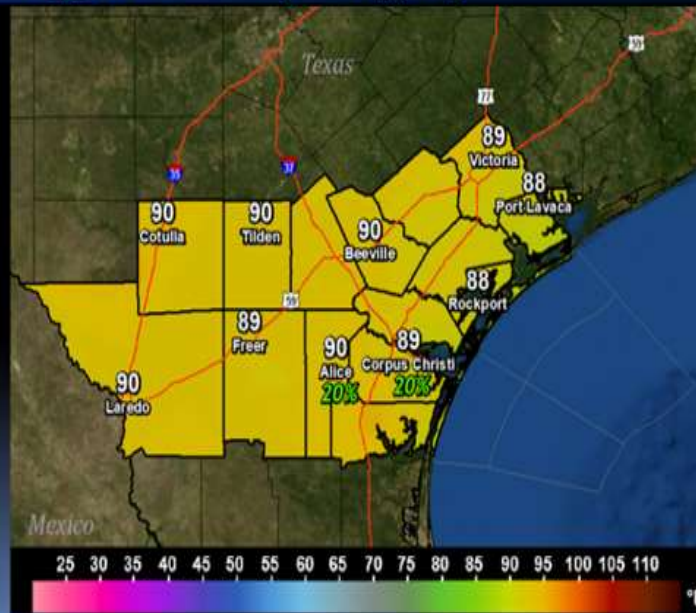 Texas
59
77
89
Victoria
35
37
88
Port Lavaca
90
Cotulla
90
Tilden
90
Beeville
88
Rockport
59
89
Freer
90
Alice
20%
89
Corpus Christi
20%
90
Laredo
Mexico
25 30 35 40 45 50 55 60 65 70 75 80 85 90 95 100 105 110